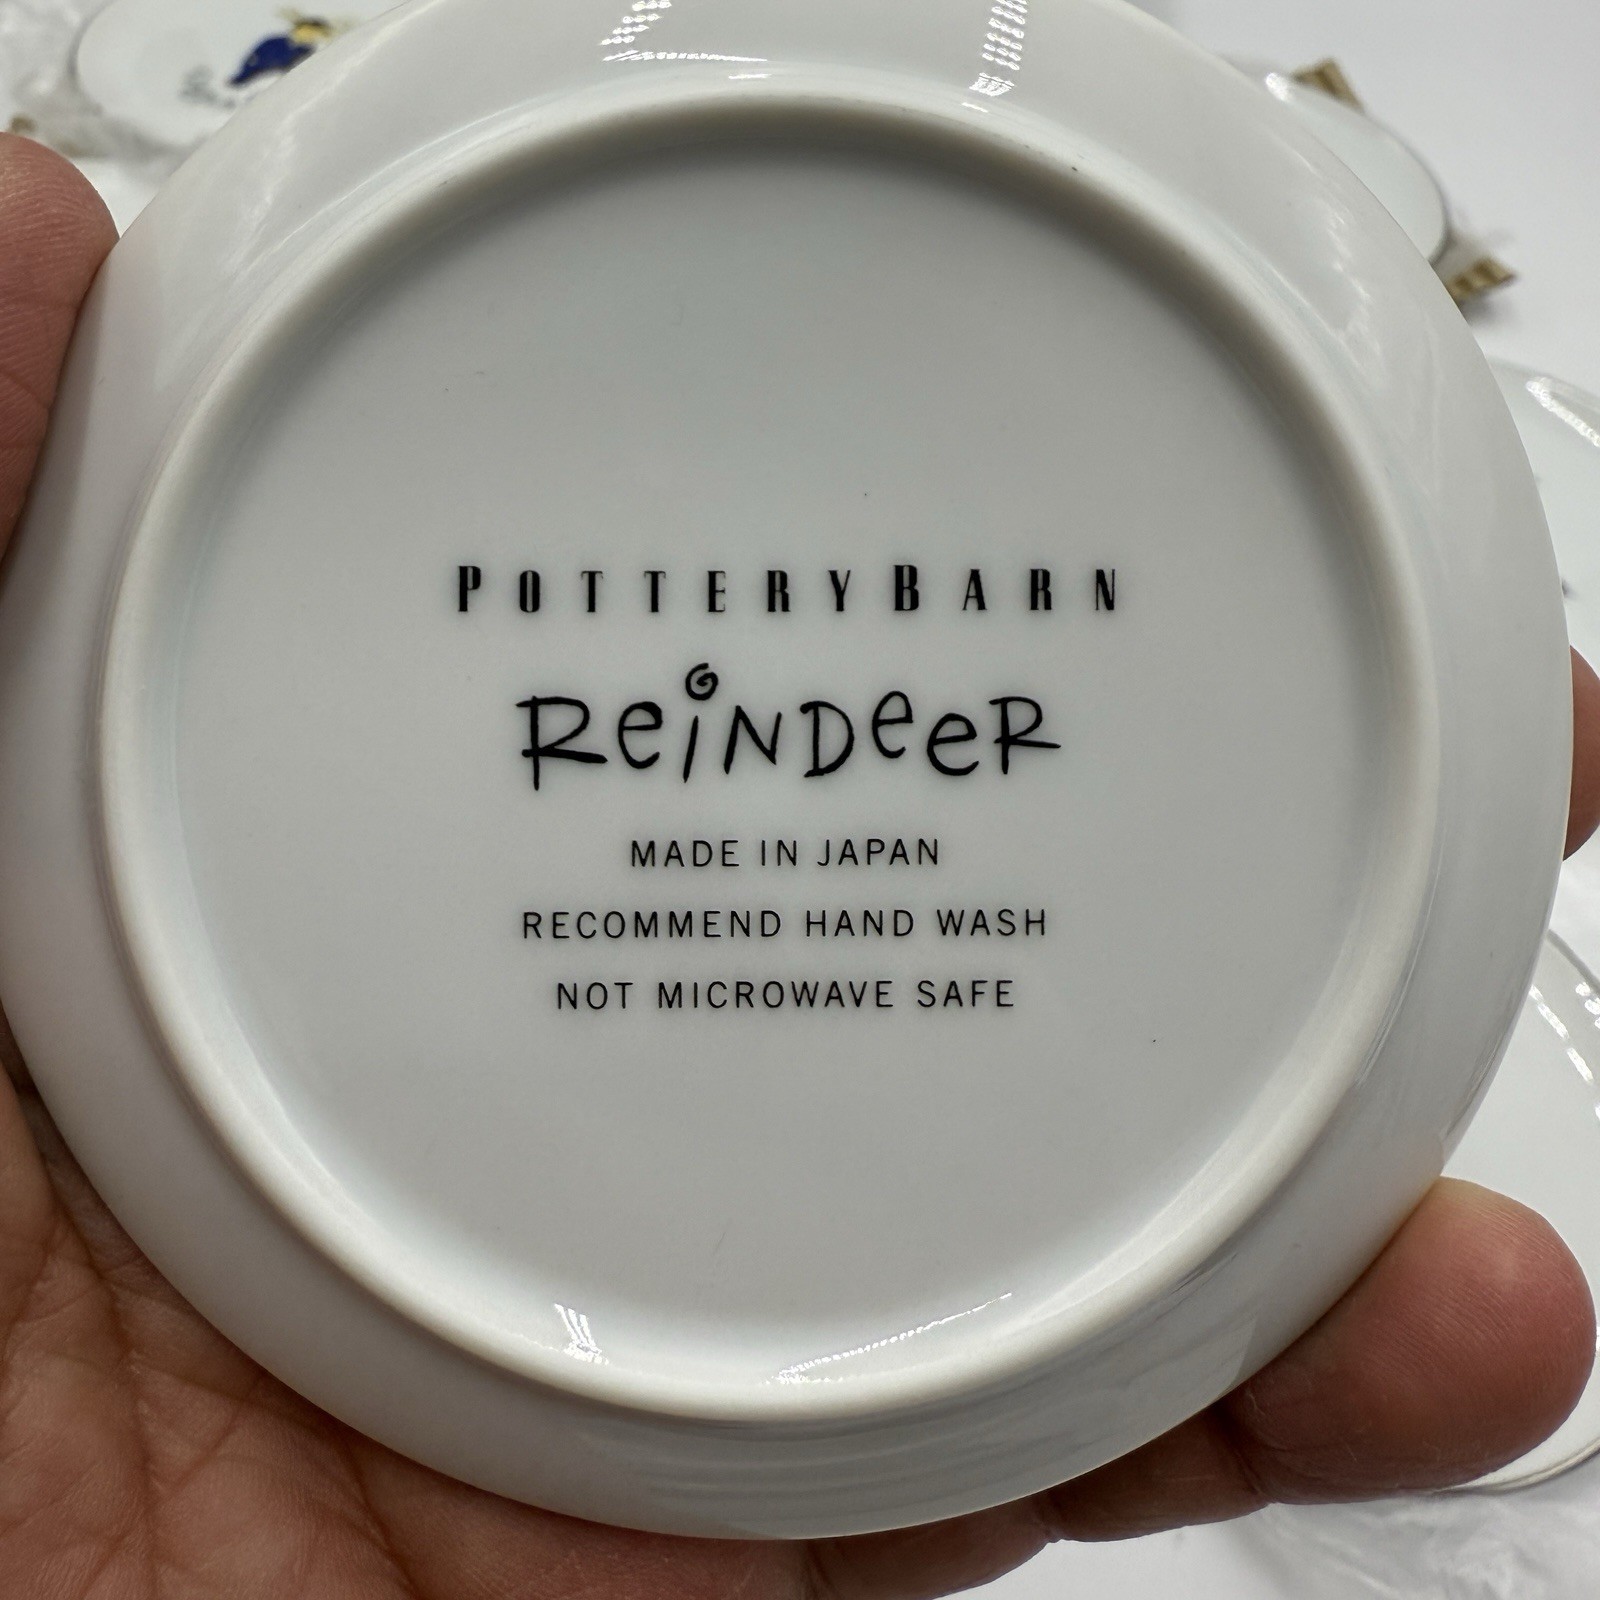 POTTERYBARN
ReiNDeeR
MADE IN JAPAN
RECOMMEND HAND WASH
NOT MICROWAVE SAFE